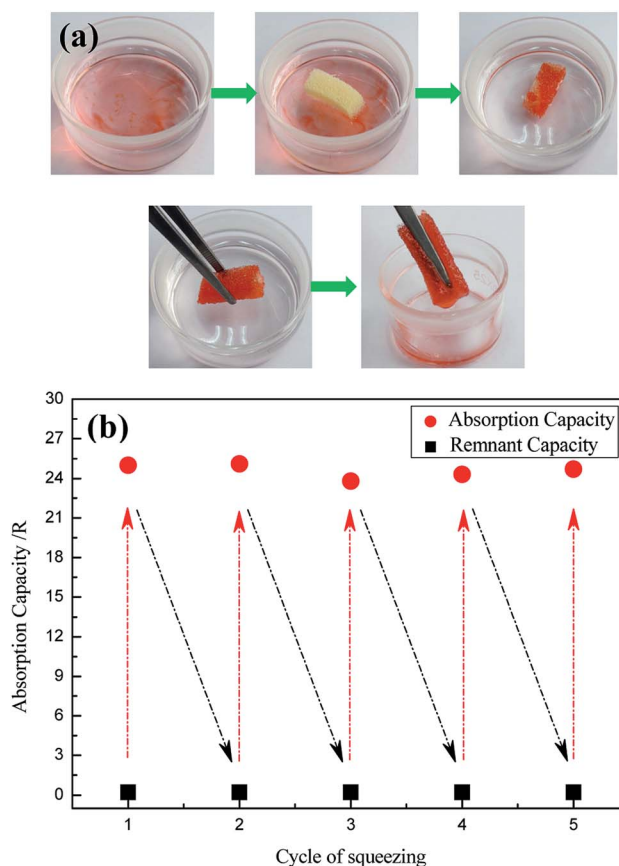 (a)
(b)
Absorption Capacity
Remnant Capacity
Absorption Capacity /R
30
27
24
21
18
15
12
9
6
3
0
1 2 3 4 5
Cycle of squeezing